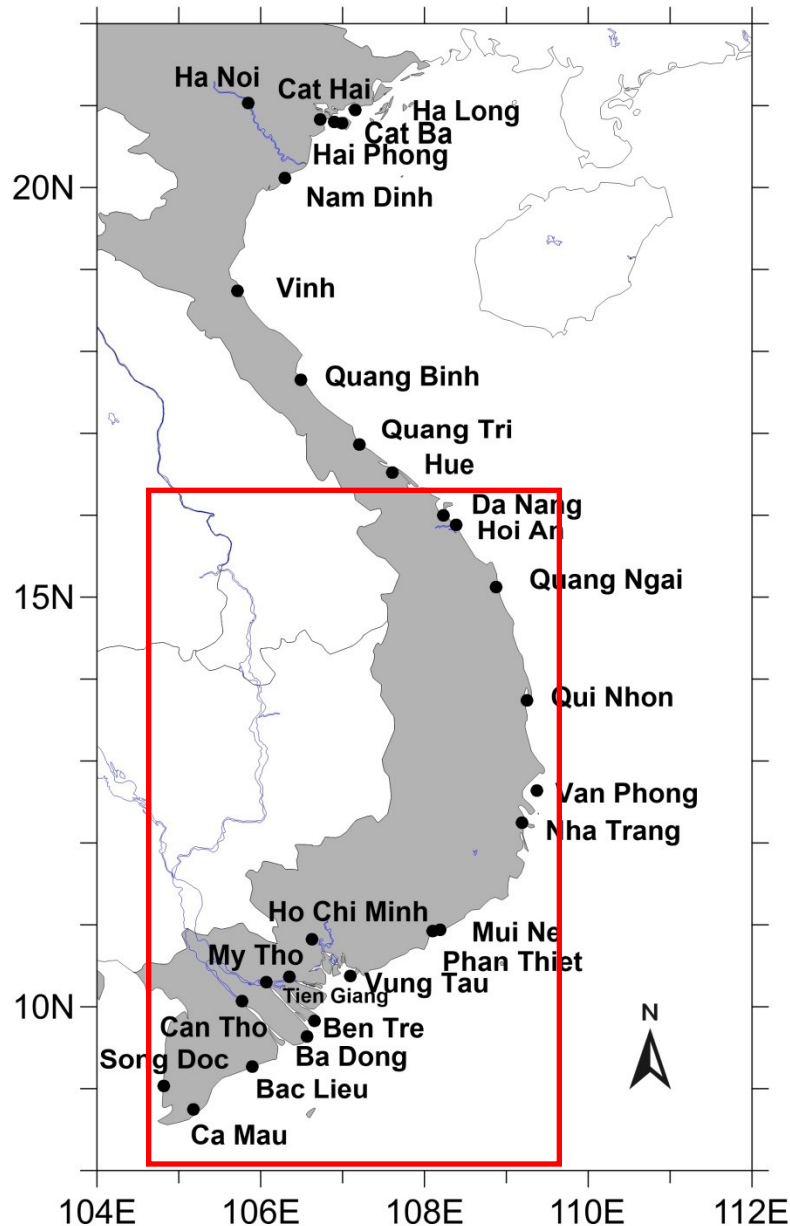 Ha Noi
Cat Hai
Ha Long
Cat Ba
Hai Phong
20N
Nam Dinh
Vinh
Quang Binh
Quang Tri
Hue
Da Nang
Hoi An
15N
Quang Ngai
Qui Nhon
Van Phong
Nha Trang
Ho Chi Minh
Mui Ne
My Tho
Phan Thiet
Vung Tau
Tien Giang
10N
N
Can Tho
Ben Tre
Song Doc
Ba Dong
Bac Lieu
Ca Mau
104E 106E 108E 110E 112E